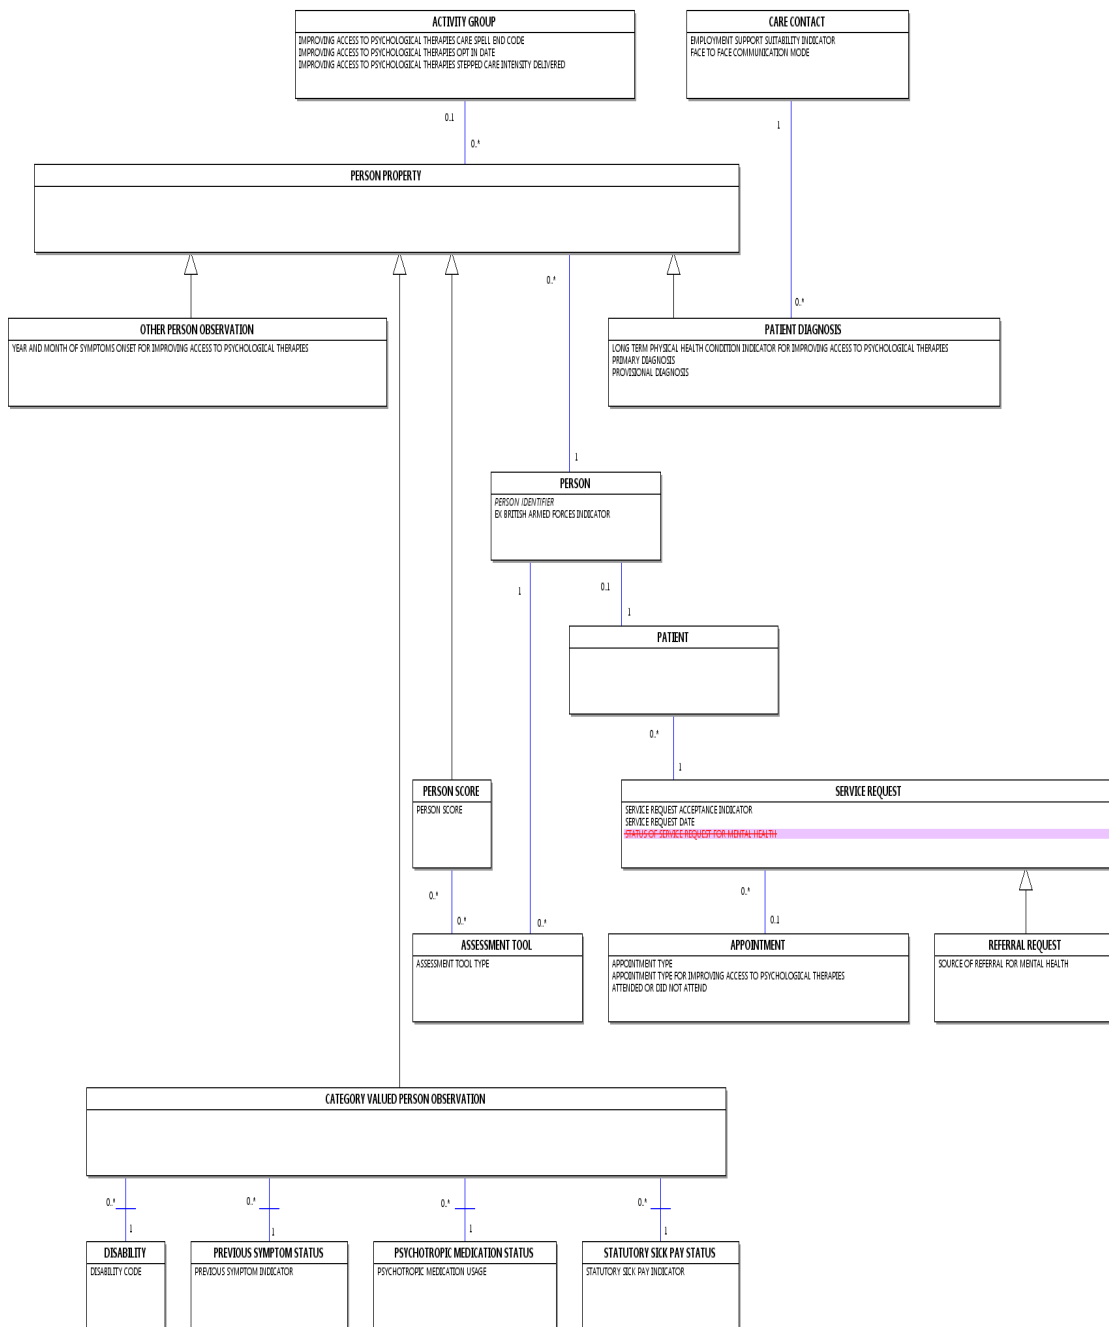 ACTIVITY GROUP
IMPROVING ACCESS TO PSYCHOLOGICAL THERAPIES CARE SPELL END CODE
IMPROVING ACCESS TO PSYCHOLOGICAL THERAPIES OPT IN DATE
IMPROVING ACCESS TO PSYCHOLOGICAL THERAPIES STEPPED CARE INTENSITY DELIVERED
CARE CONTACT
EMPLOYMENT SUPPORT SUITABILITY INDICATOR
FACE TO FACE COMMUNICATION MODE
0..1
0..*
1
PERSON PROPERTY
0..*
0..*
OTHER PERSON OBSERVATION
YEAR AND MONTH OF SYMPTOMS ONSET FOR IMPROVING ACCESS TO PSYCHOLOGICAL THERAPIES
PATIENT DIAGNOSIS
LONG TERM PHYSICAL HEALTH CONDITION INDICATOR FOR IMPROVING ACCESS TO PSYCHOLOGICAL THERAPIES
PRIMARY DIAGNOSIS
PROVISIONAL DIAGNOSIS
1
PERSON
PERSON IDENTIFIER
EX BRITISH ARMED FORCES INDICATOR
1
0..1
1
PATIENT
0..*
1
PERSON SCORE
PERSON SCORE
SERVICE REQUEST
SERVICE REQUEST ACCEPTANCE INDICATOR
SERVICE REQUEST DATE
STATUS OF SERVICE REQUEST FOR MENTAL HEALTH
0..*
0..*
0..*
0..*
0..1
ASSESSMENT TOOL
ASSESSMENT TOOL TYPE
APPOINTMENT
APPOINTMENT TYPE
APPOINTMENT TYPE FOR IMPROVING ACCESS TO PSYCHOLOGICAL THERAPIES
ATTENDED OR DID NOT ATTEND
REFERRAL REQUEST
SOURCE OF REFERRAL FOR MENTAL HEALTH
CATEGORY VALUED PERSON OBSERVATION
0..*
1
0..*
1
0..*
1
0..*
1
DISABILITY
DISABILITY CODE
PREVIOUS SYMPTOM STATUS
PREVIOUS SYMPTOM INDICATOR
PSYCHOTROPIC MEDICATION STATUS
PSYCHOTROPIC MEDICATION USAGE
STATUTORY SICK PAY STATUS
STATUTORY SICK PAY INDICATOR